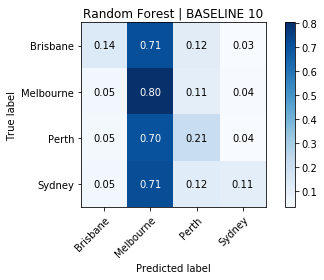 Random Forest | BASELINE 10
True label
Brisbane 0.14 0.71 0.12 0.03
Melbourne 0.05 0.80 0.11 0.04
Perth 0.05 0.70 0.21 0.04
Sydney 0.05 0.71 0.12 0.11
Brisbane Melbourne Perth Sydney
Predicted label
0.8
0.7
0.6
0.5
0.4
0.3
0.2
0.1